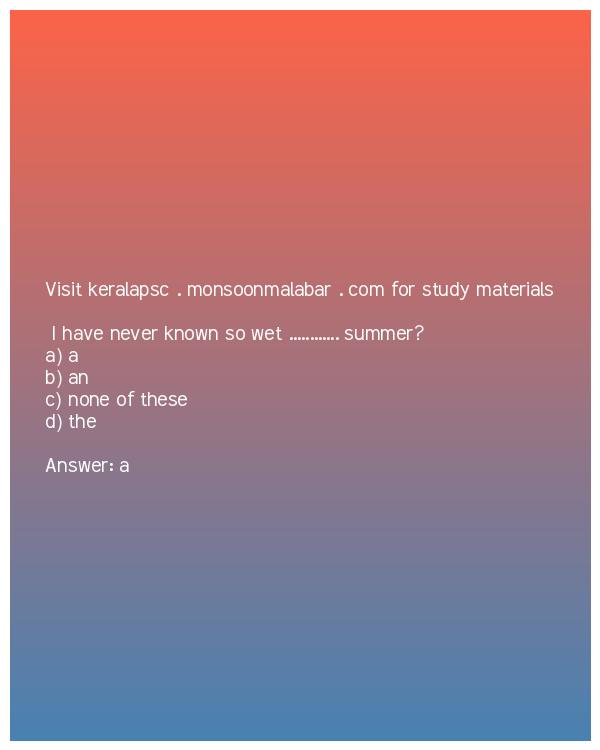 Visit keralapsc . monsoonmalabar . com for study materials
I have never known so wet ............ summer?
a) a
b) an
c) none of these
d) the
Answer: a